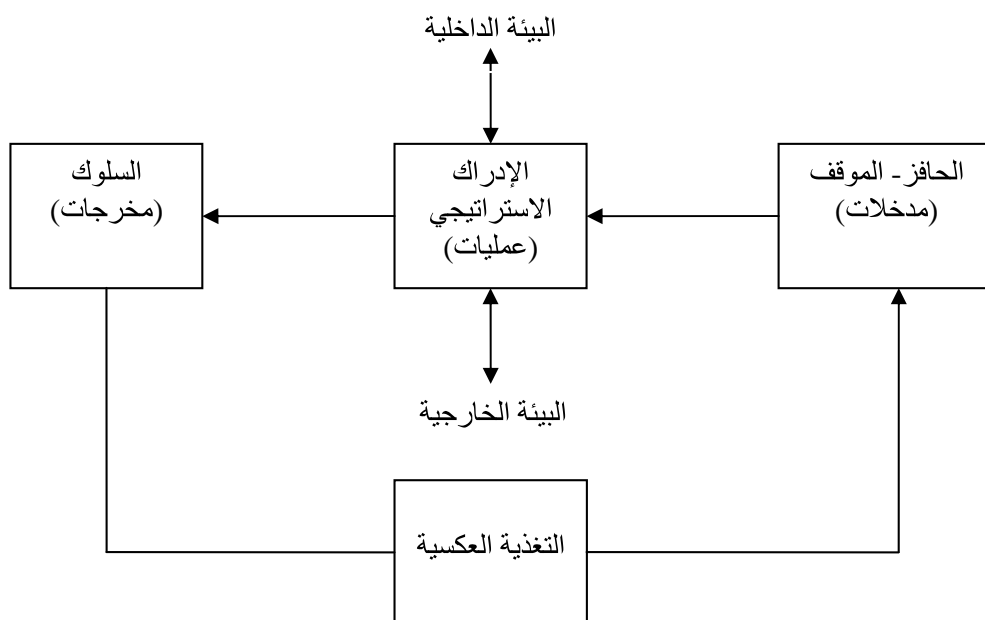 البيئة الداخلية
الحافز - الموقف
(مدخلات)
الإدراك
الاستراتيجي
(عمليات)
السلوك
(مخرجات)
البيئة الخارجية
التغذية العكسية